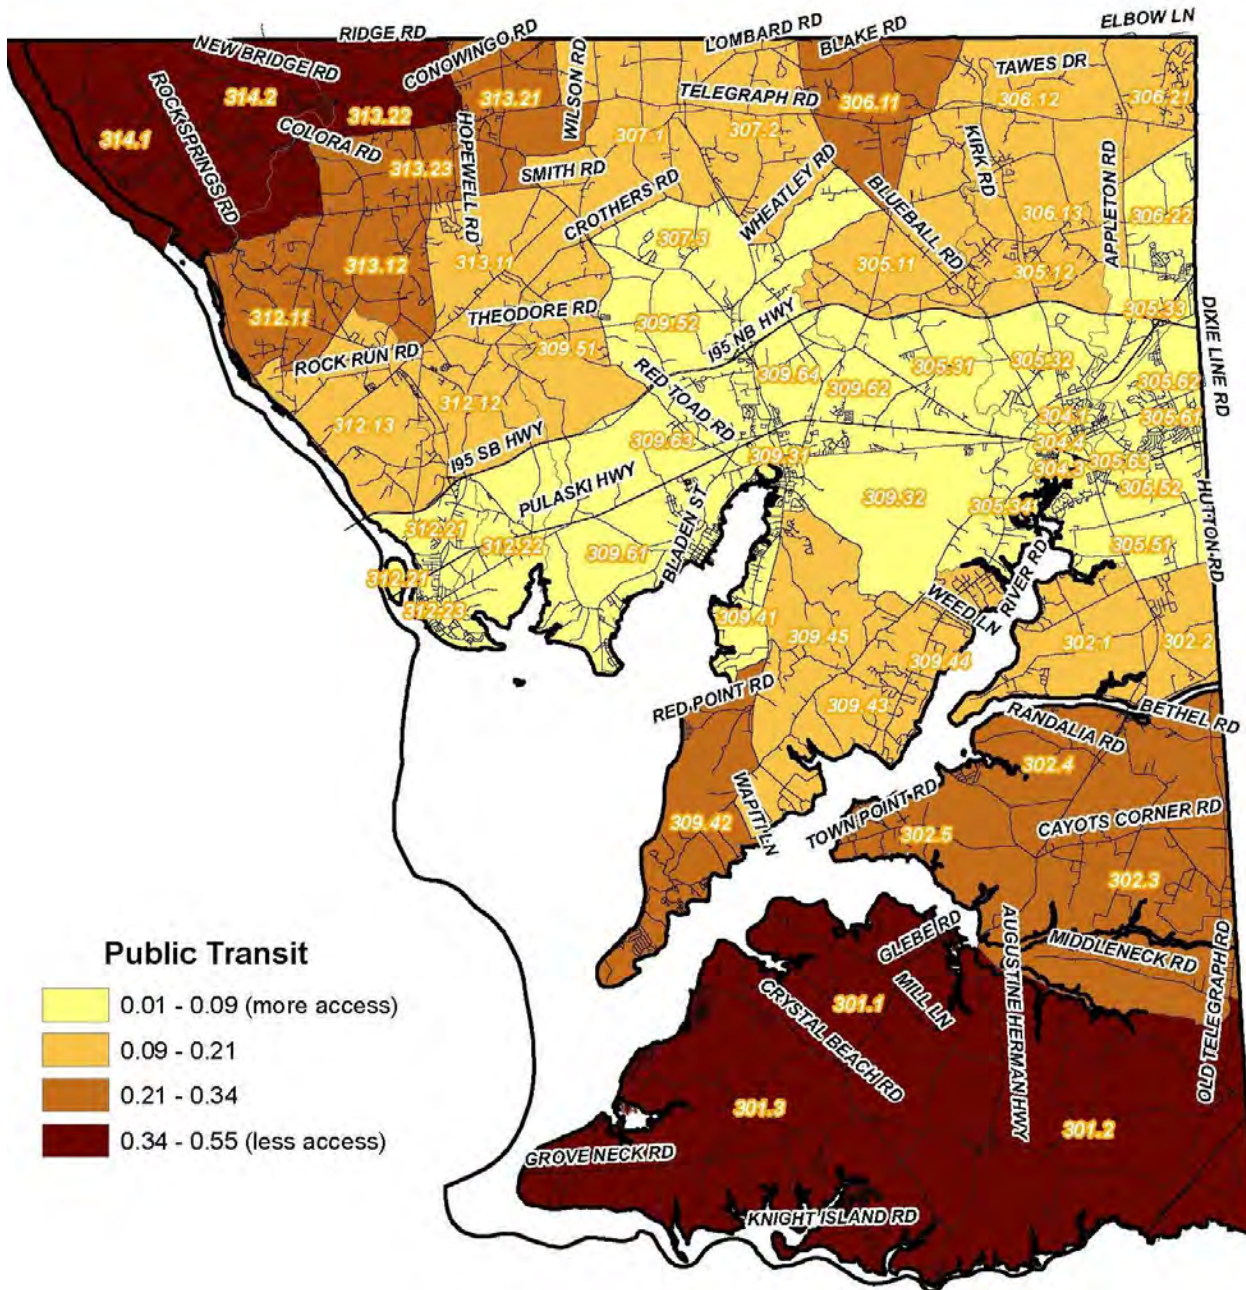 ELBOW LN
RIDGE RD
CONOWINGO RD
LOMBARD RD
BLAKE RD
NEW BRIDGE RD
WILSON RD
TAWES DR
ROCK SPRINGS RD
314.2
313.22
313.21
TELEGRAPH RD
306.11
306.12
306.21
314.1
COLORA RD
313.23
HOPEWELL RD
307.1
307.2
KIRK RD
SMITH RD
WHEATLEY RD
BLUEBALL RD
APPLETON RD
CROTHERS RD
306.13
306.22
307.3
313.12
313.11
305.11
305.12
312.11
THEODORE RD
309.52
I95 NB HWY
305.33
DIXIE LINE RD
ROCK RUN RD
309.51
RED TOAD RD
309.64
309.62
305.31
305.32
305.62
312.12
312.13
304.1
305.61
I95 SB HWY
309.63
309.31
304.4
304.3
305.63
PULASKI HWY
BLADEN ST
309.32
305.34
305.52
HUTTON RD
312.21
312.22
309.61
305.51
312.21
312.23
309.41
309.45
WEED LN
RIVER RD
302.1
302.2
309.44
RED POINT RD
309.43
RANDALIA RD
BETHEL RD
302.4
WAPITI LN
TOWN POINT RD
309.42
302.5
CAYOTS CORNER RD
302.3
GLEBE RD
AUGUSTINE HERMAN HWY
MIDDLENECK RD
OLD TELEGRAPH RD
Public Transit
0.01 - 0.09 (more access)
0.09 - 0.21
0.21 - 0.34
0.34 - 0.55 (less access)
CRYSTAL BEACH RD
301.1
MILL LN
301.3
301.2
GROVE NECK RD
KNIGHT ISLAND RD